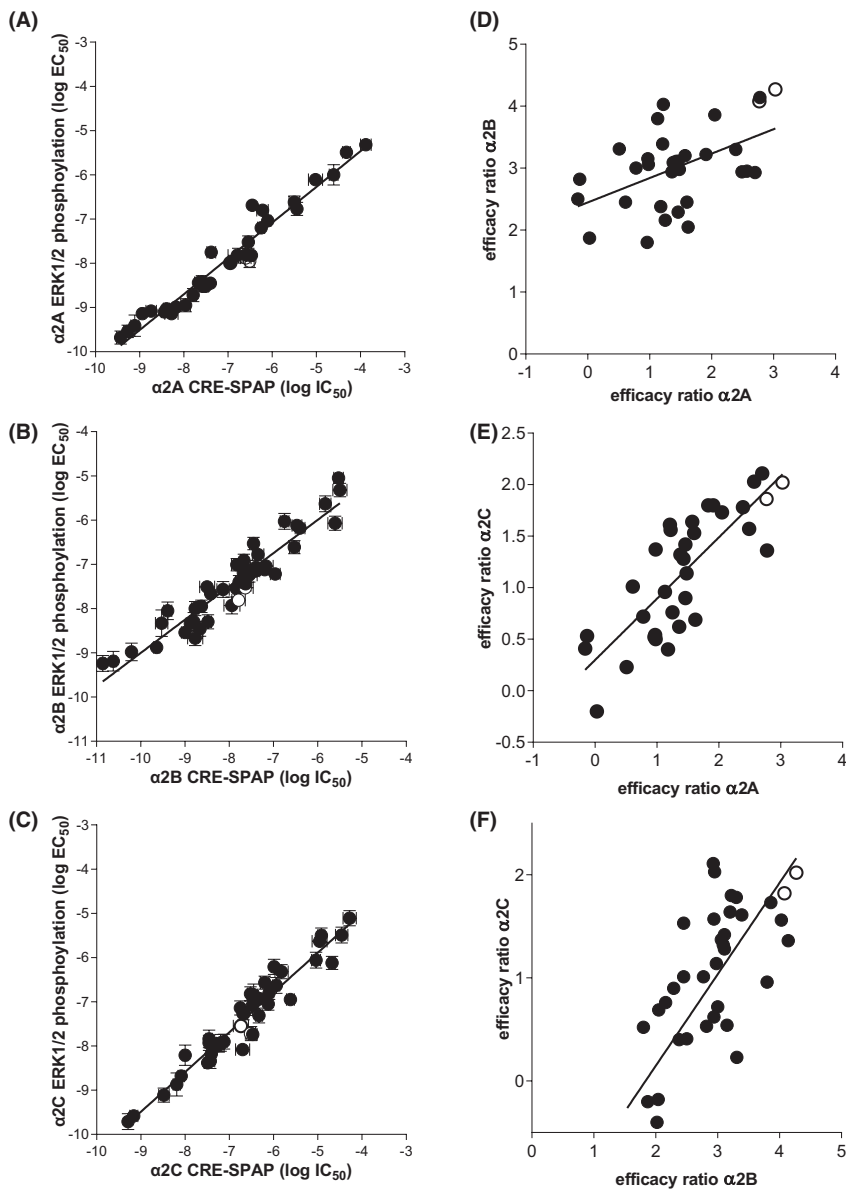 (A)
α2A ERK1/2 phosphoylation (log EC50)
-3
-4
-5
-6
-7
-8
-9
-10
-10 -9 -8 -7 -6 -5 -4 -3
α2A CRE-SPAP (log IC50)
(B)
α2B ERK1/2 phosphoylation (log EC50)
-4
-5
-6
-7
-8
-9
-10
-11
-11 -10 -9 -8 -7 -6 -5 -4
α2B CRE-SPAP (log IC50)
(C)
α2C ERK1/2 phosphoylation (log EC50)
-3
-4
-5
-6
-7
-8
-9
-10
-10 -9 -8 -7 -6 -5 -4 -3
α2C CRE-SPAP (log IC50)
(D)
efficacy ratio α2B
5
4
3
2
1
0
-1 0 1 2 3 4
efficacy ratio α2A
(E)
efficacy ratio α2C
2.5
2.0
1.5
1.0
0.5
0.0
-0.5
-1 0 1 2 3 4
efficacy ratio α2A
(F)
efficacy ratio α2C
2
1
0
0 1 2 3 4 5
efficacy ratio α2B